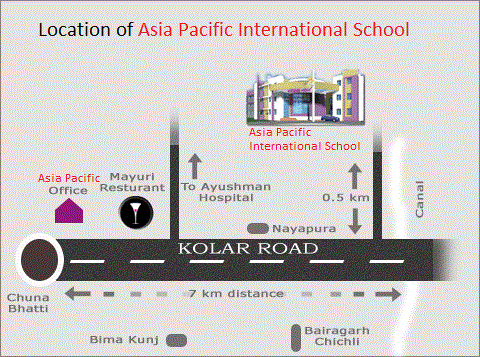 Location of Asia Pacific International School
Asia Pacific
International School
Asia Pacific
Office
Mayuri
Resturant
To Ayushman
Hospital
0.5 km
Canal
Nayapura
KOLAR ROAD
Chuna
Bhatti
7 km distance
Bima Kunj
Bairagarh
Chichli